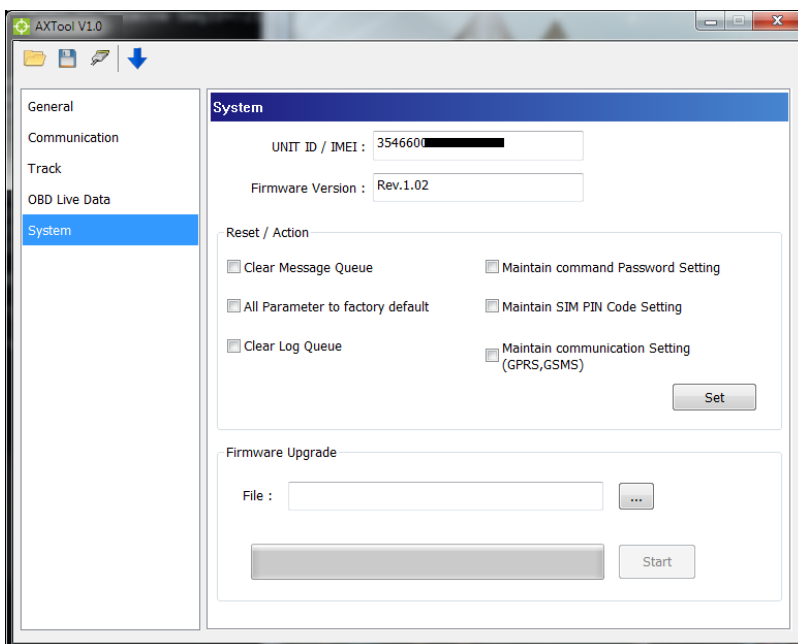 AXTool V1.0
General
Communication
Track
OBD Live Data
System
System
UNIT ID / IMEI : 3546600
Firmware Version : Rev.1.02
Reset / Action
Clear Message Queue
Maintain command Password Setting
All Parameter to factory default
Maintain SIM PIN Code Setting
Clear Log Queue
Maintain communication Setting
(GPRS,GSMS)
Set
Firmware Upgrade
File :
...
Start